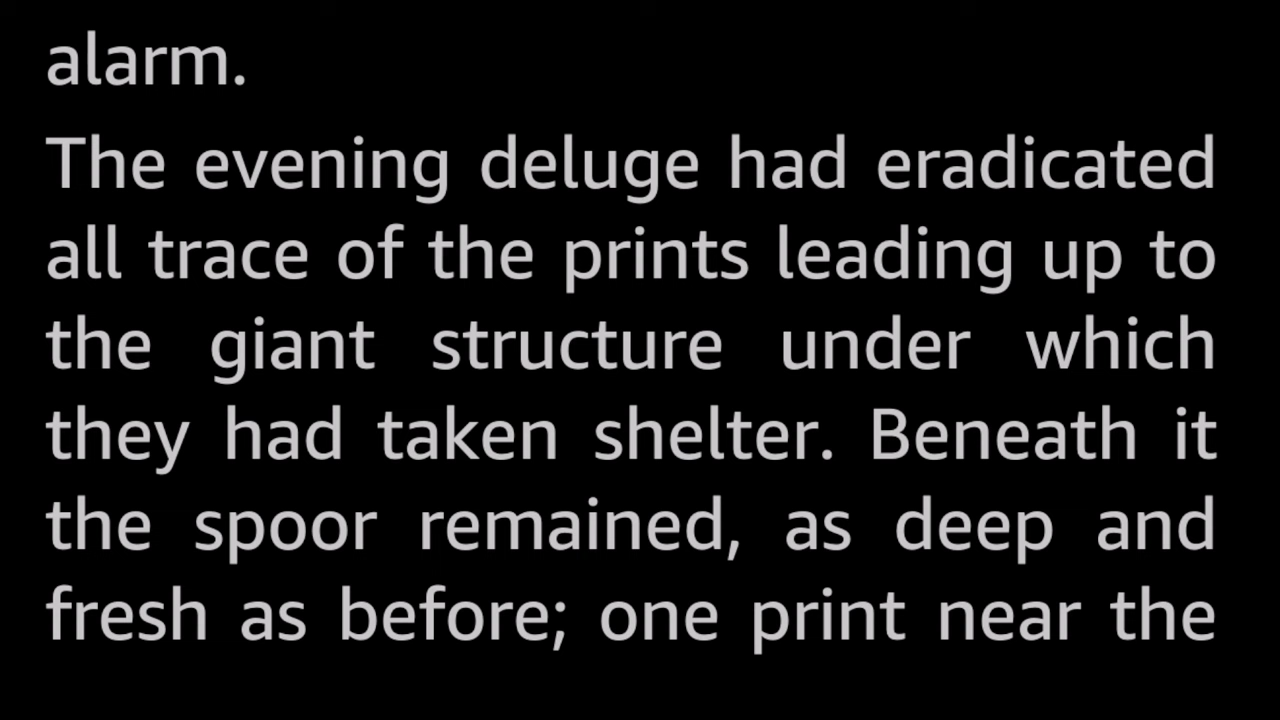 alarm.
The evening deluge had eradicated
all trace of the prints leading up to
the giant structure under which
they had taken shelter. Beneath it
the spoor remained, as deep and
fresh as before; one print near the